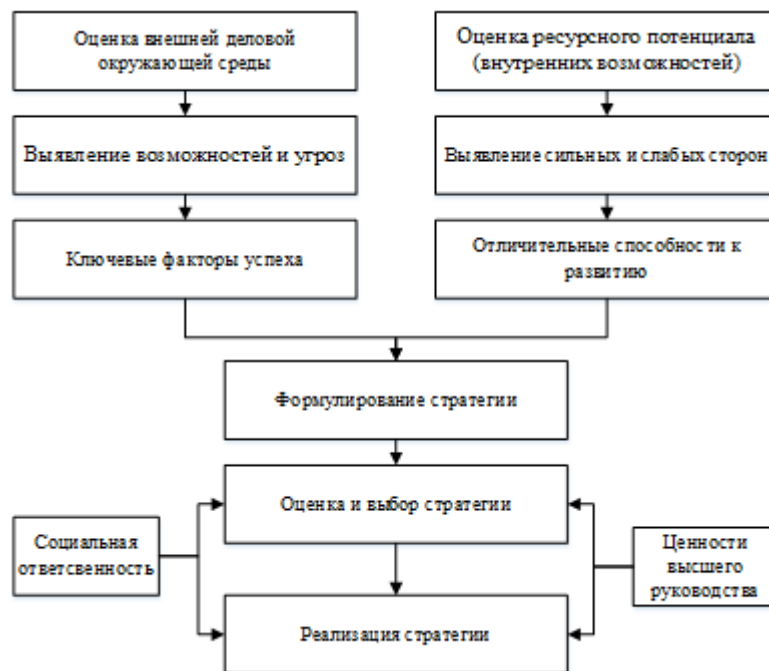 Оценка внешней деловой
окружающей среды
Оценка ресурсного потенциала
(внутренних возможностей)
Выявление возможностей и угроз
Выявление сильных и слабых сторон
Ключевые факторы успеха
Отличительные способности к
развитию
Формулирование стратегии
Оценка и выбор стратегии
Социальная
ответсвенность
Ценности
высшего
руководства
Реализация стратегии